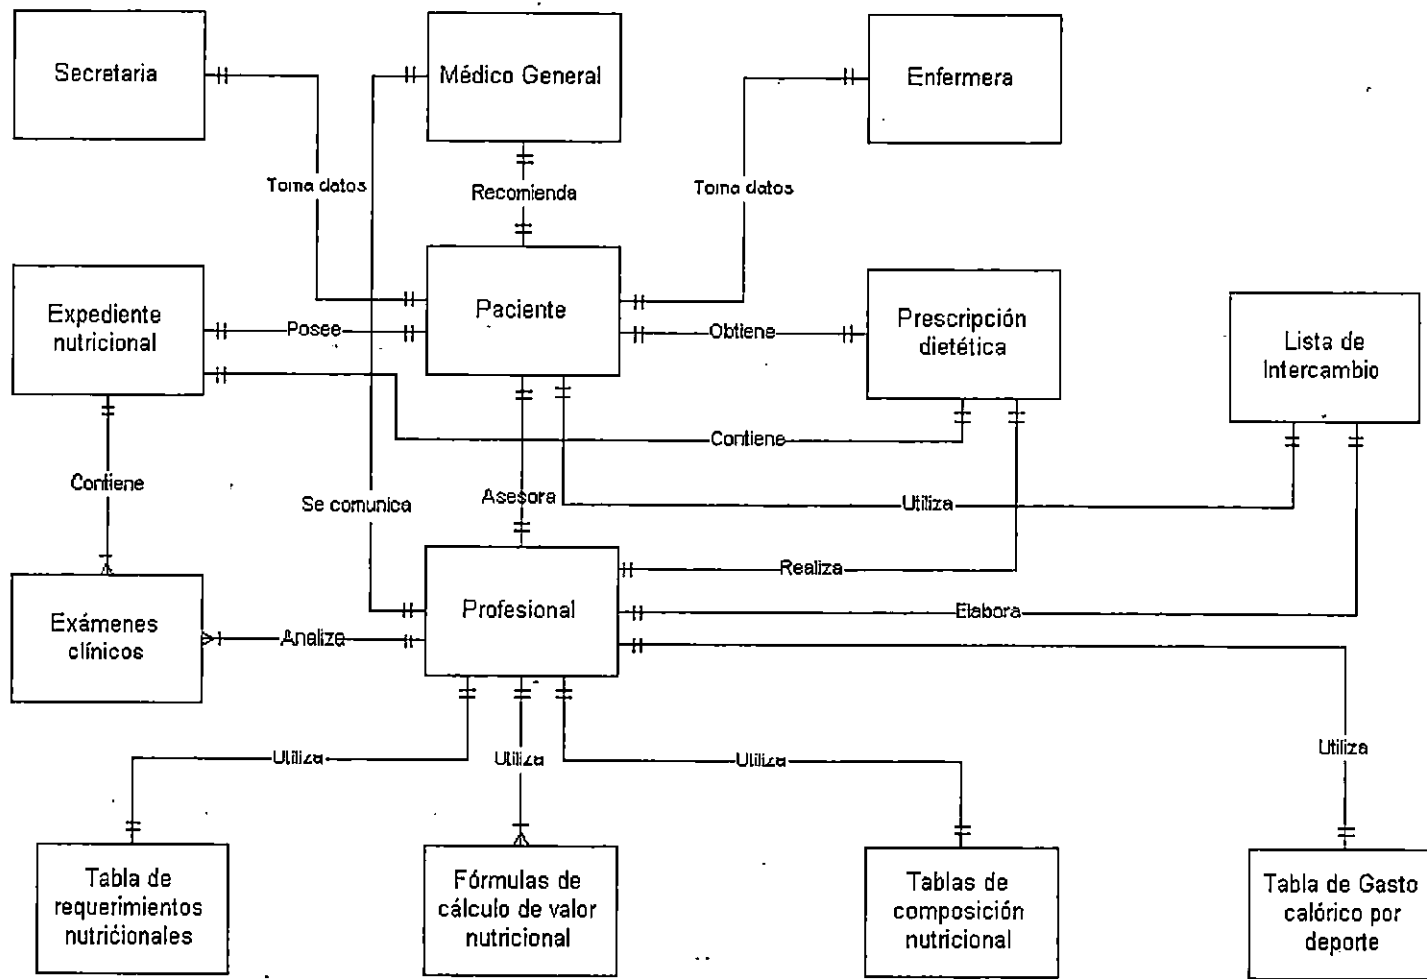 Secretaria
Médico General
Enfermera
Toma datos
Recomienda
Toma datos
Expediente
nutricional
Posee
Paciente
Obtiene
Prescripción
dietética
Lista de
Intercambio
Contiene
Contiene
Se comunica
Asesora
Utiliza
Realiza
Exámenes
clínicos
Analiza
Profesional
Elabora
Utiliza
Utiliza
Utiliza
Utiliza
Tabla de
requerimientos
nutricionales
Fórmulas de
cálculo de valor
nutricional
Tablas de
composición
nutricional
Tabla de Gasto
calórico por
deporte